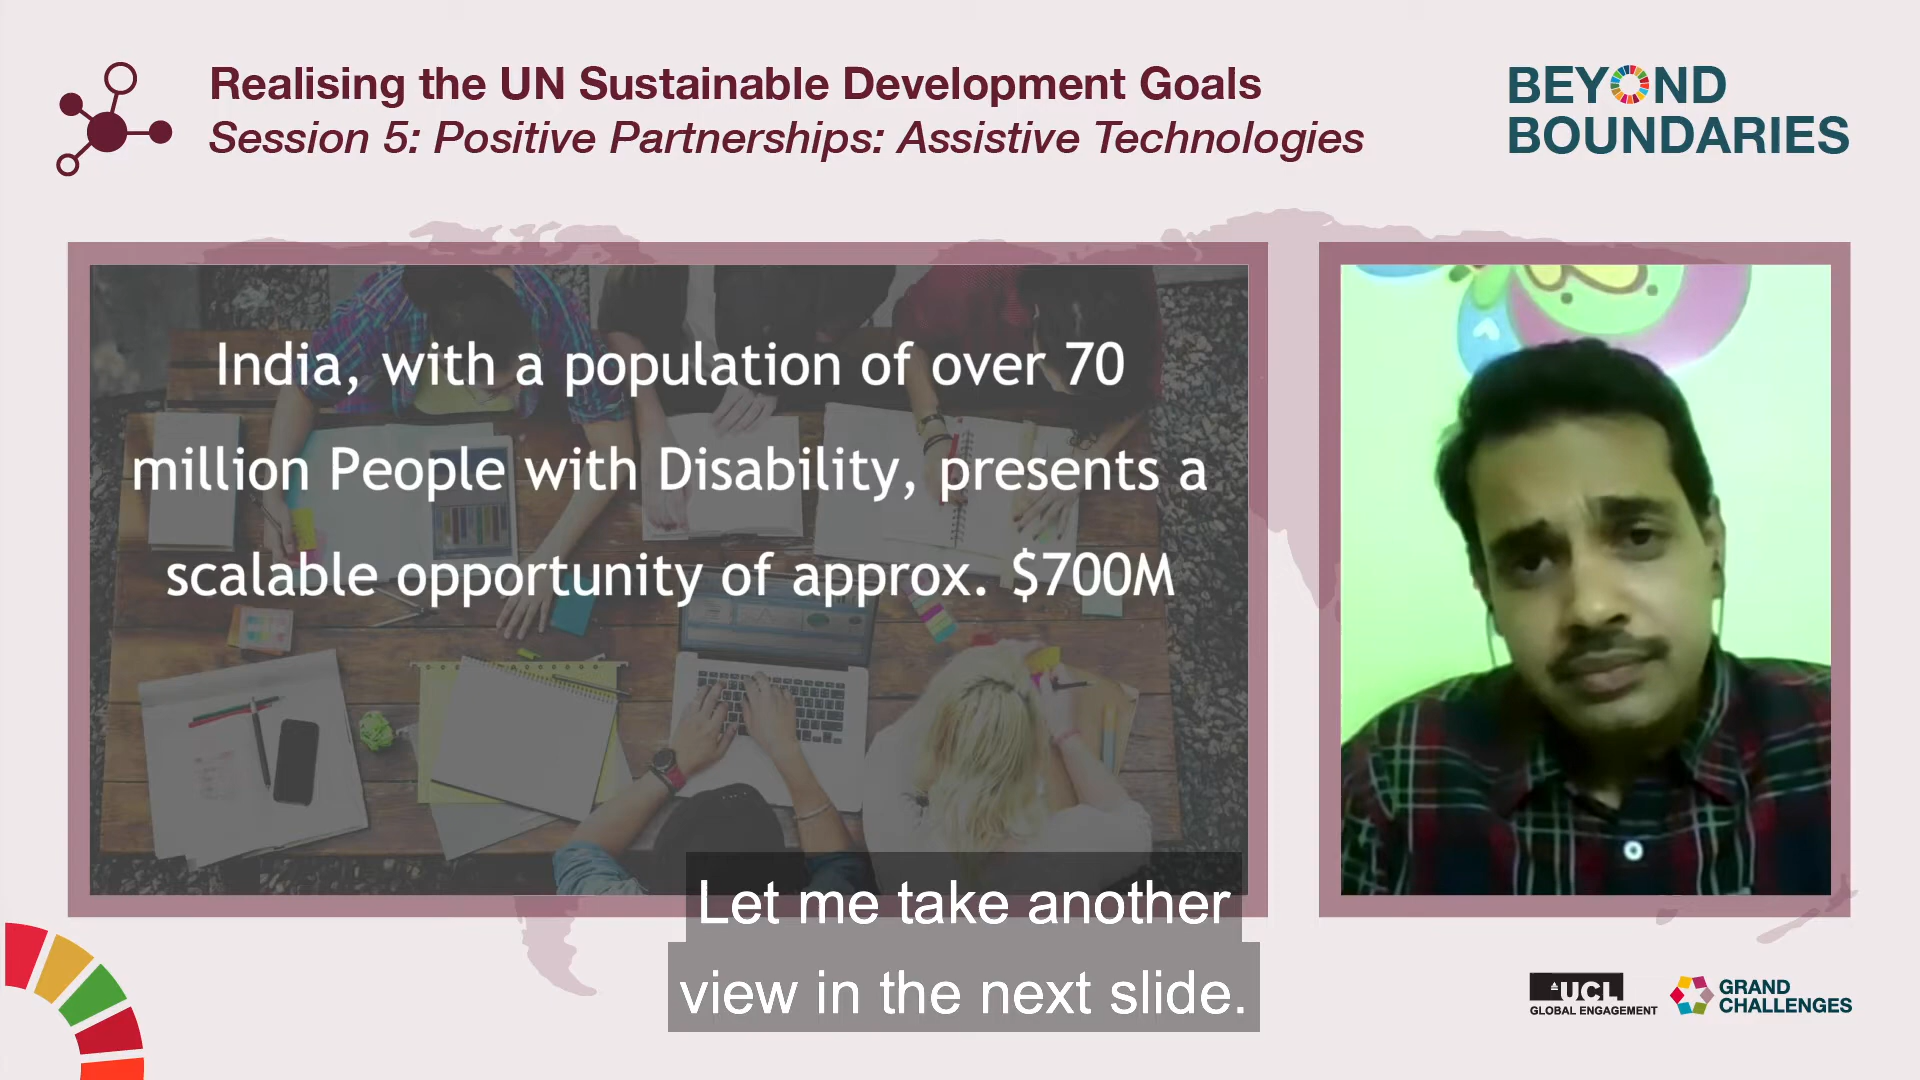 Realising the UN Sustainable Development Goals
Session 5: Positive Partnerships: Assistive Technologies
BEYOND
BOUNDARIES
India, with a population of over 70
million People with Disability, presents a
scalable opportunity of approx. $700M
Let me take another
view in the next slide.
UCL
GLOBAL ENGAGEMENT
GRAND
CHALLENGES